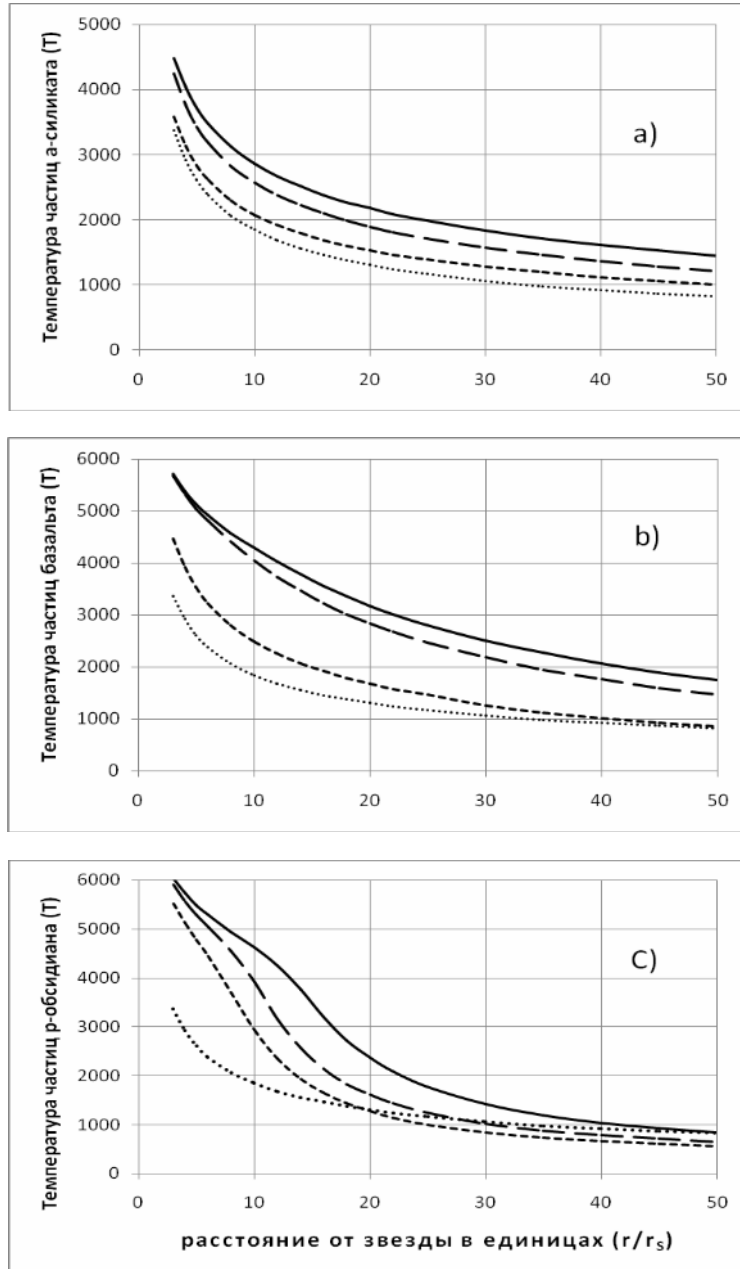 Температура частиц а-силиката (Т)
5000
4000
3000
2000
1000
0
а)
0 10 20 30 40 50
Температура частиц базальта (Т)
6000
5000
4000
3000
2000
1000
0
b)
0 10 20 30 40 50
Температура частиц р-обсидиана (Т)
6000
5000
4000
3000
2000
1000
0
C)
0 10 20 30 40 50
расстояние от звезды в единицах (r/rs)